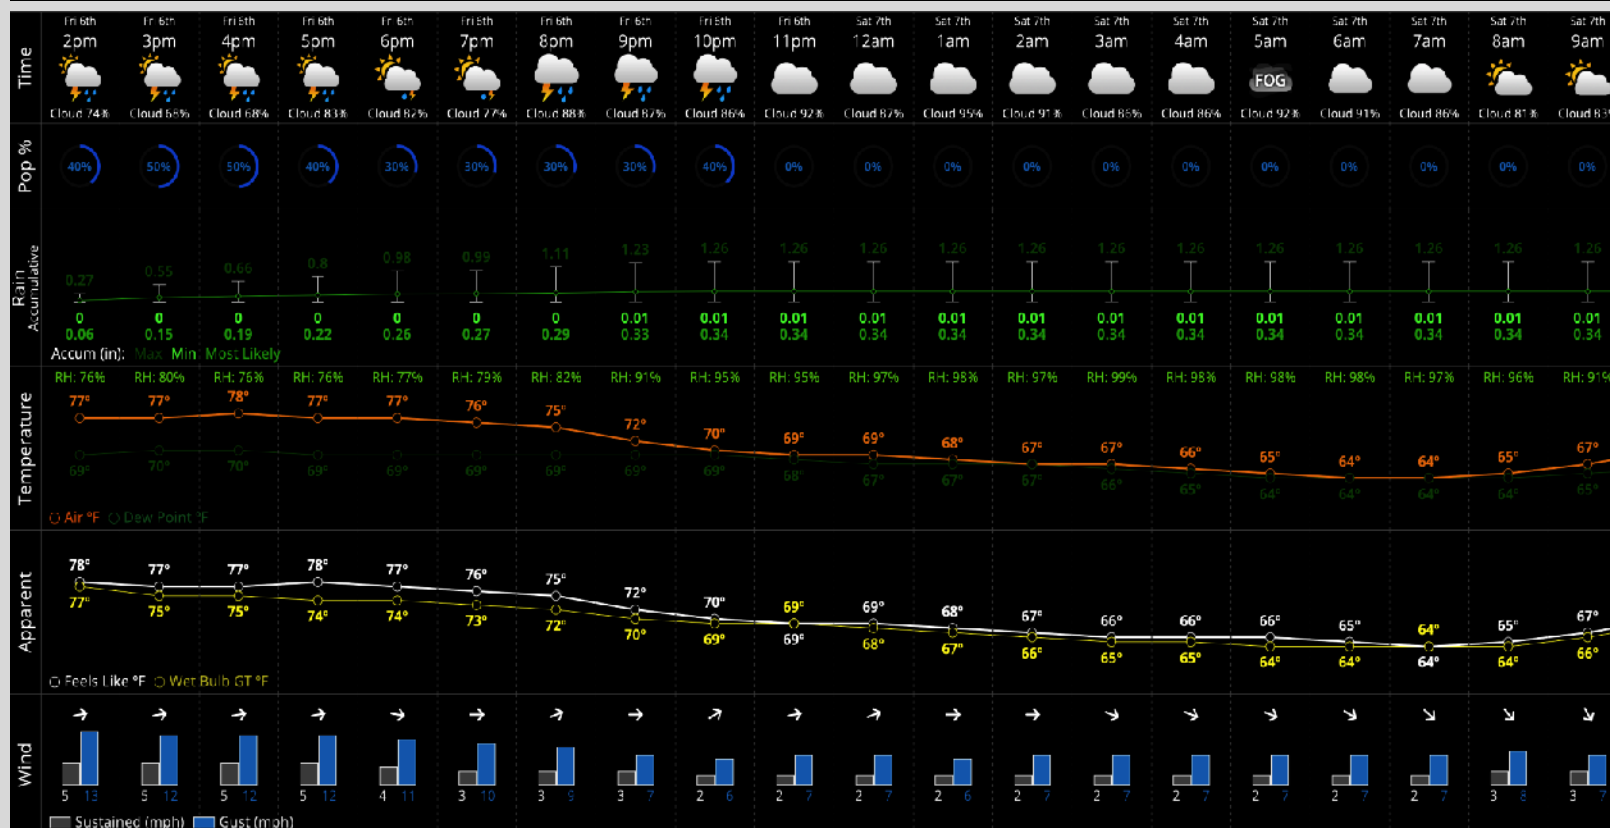 Fri 6th Fri 6th Fri 6th Fri 6th Fri 6th Fri 6th Fri 6th Fri 6th Fri 6th Fri 6th Sat 7th Sat 7th Sat 7th Sat 7th Sat 7th Sat 7th Sat 7th Sat 7th Sat 7th Sat 7th
Time
2pm 3pm 4pm 5pm 6pm 7pm 8pm 9pm 10pm 11pm 12am 1am 2am 3am 4am 5am 6am 7am 8am 9am
FOG
Cloud 74% Cloud 68% Cloud 68% Cloud 83% Cloud 82% Cloud 77% Cloud 88% Cloud 87% Cloud 86% Cloud 92% Cloud 87% Cloud 95% Cloud 91% Cloud 86% Cloud 86% Cloud 92% Cloud 91% Cloud 86% Cloud 81% Cloud 83%
Pop %
40% 50% 50% 40% 30% 30% 30% 30% 40% 0% 0% 0% 0% 0% 0% 0% 0% 0% 0% 0%
Rain
Accumulative
0.27 0.55 0.66 0.8 0.98 0.99 1.11 1.23 1.26 1.26 1.26 1.26 1.26 1.26 1.26 1.26 1.26 1.26 1.26 1.26
0 0 0 0 0 0 0 0.01 0.01 0.01 0.01 0.01 0.01 0.01 0.01 0.01 0.01 0.01 0.01 0.01
0.06 0.15 0.19 0.22 0.26 0.27 0.29 0.33 0.34 0.34 0.34 0.34 0.34 0.34 0.34 0.34 0.34 0.34 0.34 0.34
Accum (in): Max Min Most Likely
Temperature
RH: 76% RH: 80% RH: 76% RH: 76% RH: 77% RH: 79% RH: 82% RH: 91% RH: 95% RH: 95% RH: 97% RH: 98% RH: 97% RH: 99% RH: 98% RH: 98% RH: 98% RH: 97% RH: 96% RH: 91%
77° 77° 78° 77° 77° 76° 75° 72° 70° 69° 69° 68° 67° 67° 66° 65° 64° 64° 65° 67°
69° 70° 70° 69° 69° 69° 69° 69° 69° 68° 67° 67° 67° 66° 65° 64° 64° 64° 64° 65°
Air °F Dew Point °F
Apparent
78° 77° 77° 78° 77° 76° 75° 72° 70° 69° 69° 68° 67° 66° 66° 66° 65° 64° 65° 67°
77° 75° 75° 74° 74° 73° 72° 70° 69° 69° 68° 67° 66° 65° 65° 64° 64° 64° 64° 66°
Feels Like °F Wet Bulb GT °F
Wind
5 13 5 12 5 12 5 12 4 11 3 10 3 9 3 7 2 6 2 7 2 7 2 6 2 7 2 7 2 7 2 7 2 7 2 7 3 8 3 7
Sustained (mph) Gust (mph)